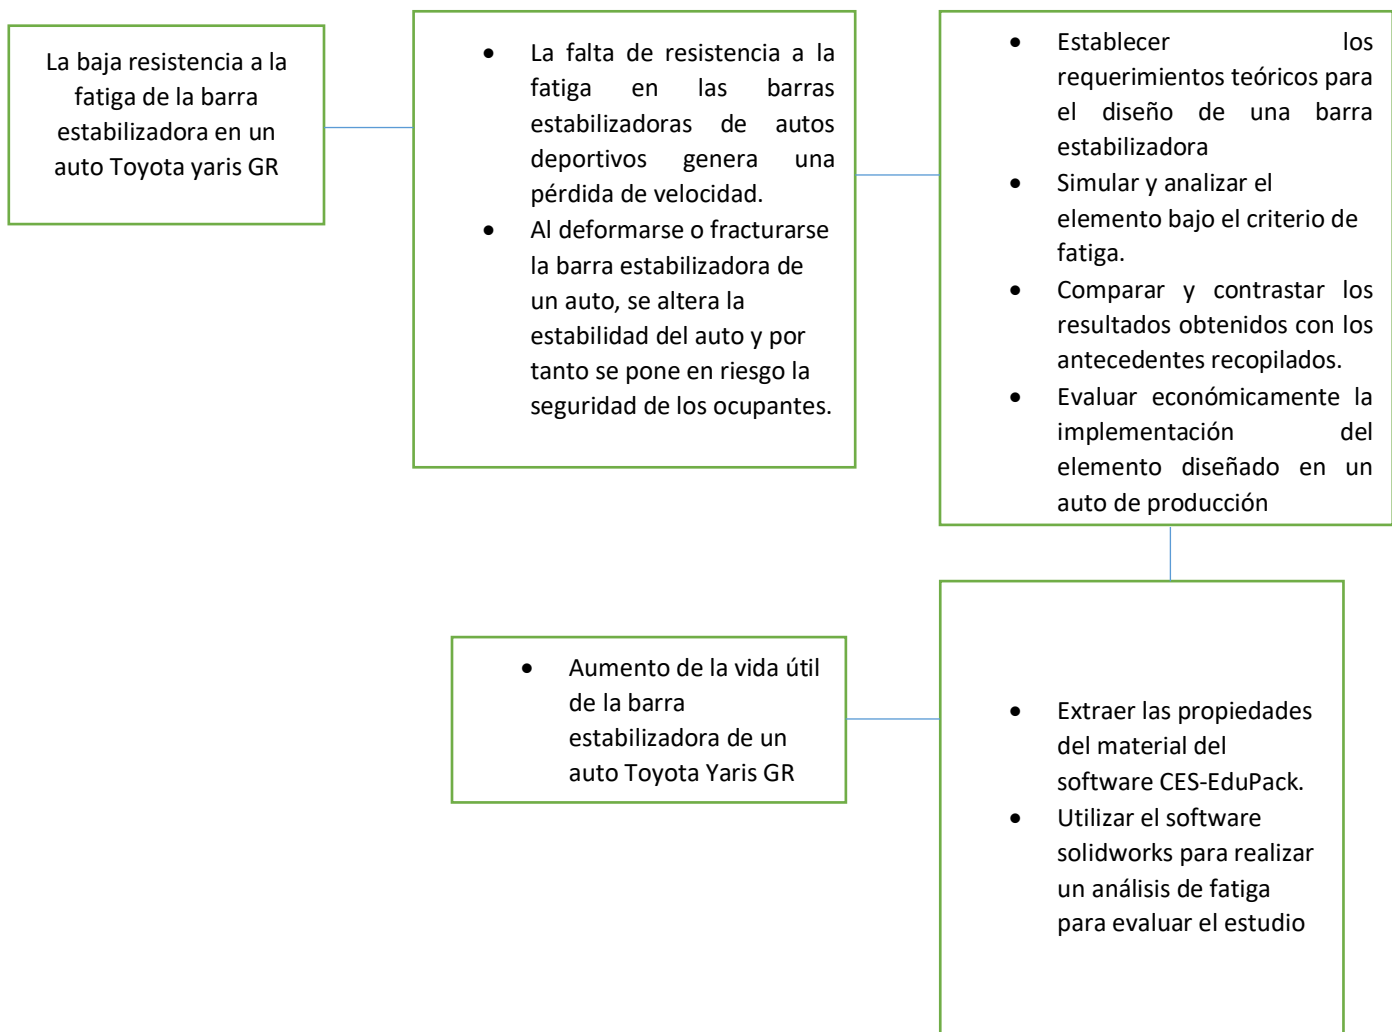 La baja resistencia a la
fatiga de la barra
estabilizadora en un
auto Toyota yaris GR
• La falta de resistencia a la
fatiga en las barras
estabilizadoras de autos
deportivos genera una
pérdida de velocidad.
• Al deformarse o fracturarse
la barra estabilizadora de
un auto, se altera la
estabilidad del auto y por
tanto se pone en riesgo la
seguridad de los ocupantes.
• Establecer los
requerimientos teóricos para
el diseño de una barra
estabilizadora
• Simular y analizar el
elemento bajo el criterio de
fatiga.
• Comparar y contrastar los
resultados obtenidos con los
antecedentes recopilados.
• Evaluar económicamente la
implementación del
elemento diseñado en un
auto de producción
• Extraer las propiedades
del material del
software CES-EduPack.
• Utilizar el software
solidworks para realizar
un análisis de fatiga
para evaluar el estudio
• Aumento de la vida útil
de la barra
estabilizadora de un
auto Toyota Yaris GR